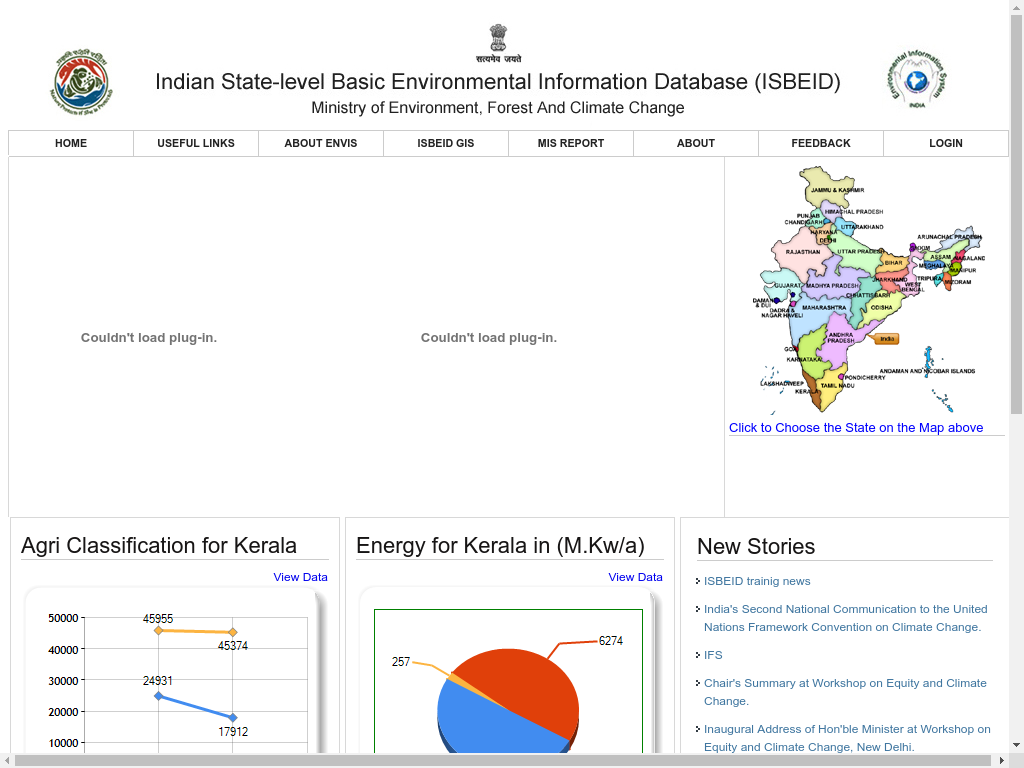 सत्यमेव जयते
Indian State-level Basic Environmental Information Database (ISBEID)
Ministry of Environment, Forest And Climate Change
Environmental Information System
INDIA
HOME
USEFUL LINKS
ABOUT ENVIS
ISBEID GIS
MIS REPORT
ABOUT
FEEDBACK
LOGIN
Couldn't load plug-in.
Couldn't load plug-in.
JAMMU & KASHMIR
HIMACHAL PRADESH
PUNJAB
CHANDIGARH
UTTARAKHAND
HARYANA
DELHI
ARUNACHAL PRADESH
RAJASTHAN
UTTAR PRADESH
ASSAM
NAGALAND
BIHAR
MEGHALAYA
MANIPUR
JHARKHAND
TRIPURA
MIZORAM
GUJARAT
MADHYA PRADESH
WEST
BENGAL
CHHATTISGARH
DAMAN
& DIU
DADRA &
NAGAR HAVELI
MAHARASHTRA
ODISHA
ANDHRA
PRADESH
India
GOA
KARNATAKA
ANDAMAN AND NICOBAR ISLANDS
PONDICHERRY
LAKSHADWEEP
TAMIL NADU
KERALA
Click to Choose the State on the Map above
Agri Classification for Kerala
View Data
50000
40000
30000
20000
10000
45955
45374
24931
17912
Energy for Kerala in (M.Kw/a)
View Data
6274
257
New Stories
ISBEID trainig news
India's Second National Communication to the United
Nations Framework Convention on Climate Change.
IFS
Chair's Summary at Workshop on Equity and Climate
Change.
Inaugural Address of Hon'ble Minister at Workshop on
Equity and Climate Change, New Delhi.